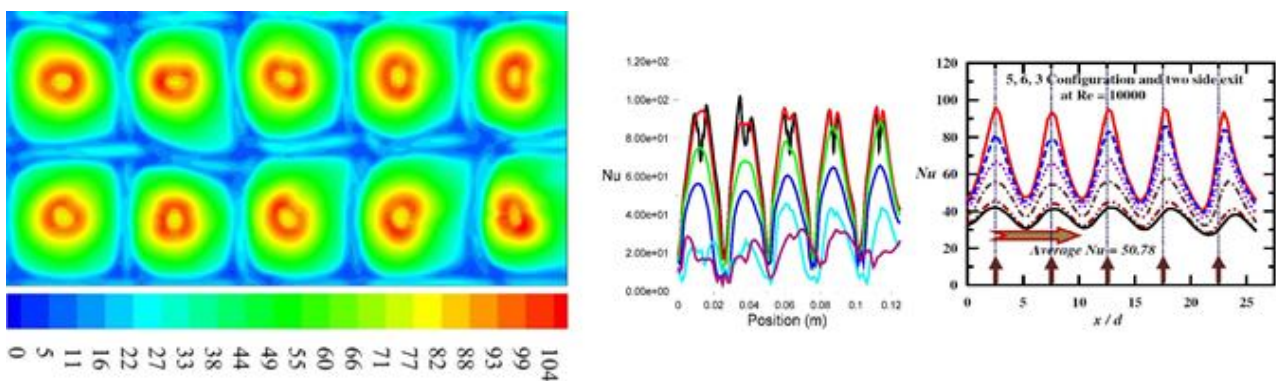 0 5 11 16 22 27 33 38 44 49 55 60 66 71 77 82 88 93 99 104
1.20e+02
1.00e+02
8.00e+01
Nu
6.00e+01
4.00e+01
2.00e+01
0.00e+00
0 0.02 0.04 0.06 0.08 0.1 0.12
Position (m)
100
80
60
Nu
40
20
0
5, 6, 3 Configuration and two side exit
at Re = 10000
Average Nu = 50.78
0 5 10 15 20 25
x / d